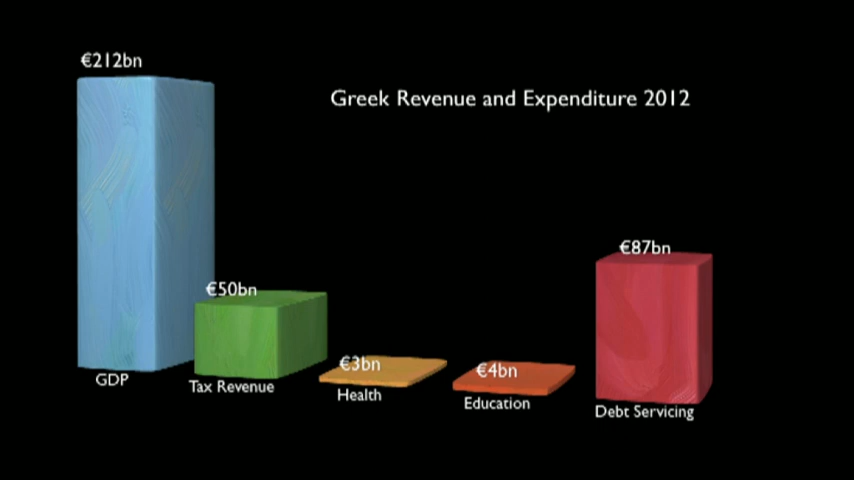 €212bn
Greek Revenue and Expenditure 2012
€87bn
€50bn
€3bn
€4bn
GDP
Tax Revenue
Health
Education
Debt Servicing